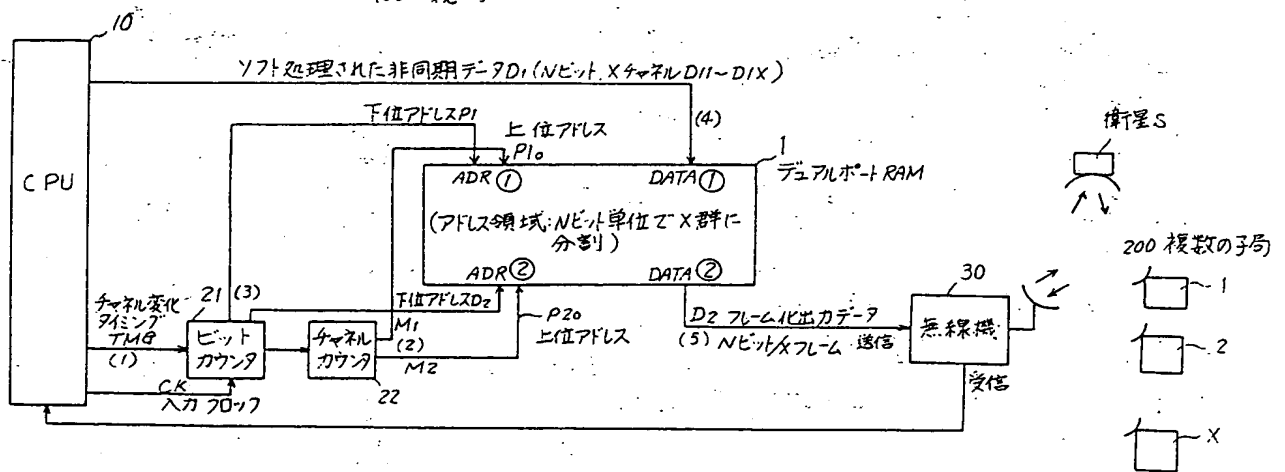 10
ソフト処理された非同期データD1(Nビット、XチャネルD11~D1X)
下位アドレスP1
(4)
上位アドレス
P10
1
デュアルポートRAM
衛星S
CPU
ADR①
DATA①
(アドレス領域:Nビット単位でX群に
分割)
ADR②
DATA②
200 複数の子局
1
2
X
チャネル変化
タイミング
TMG
(1)
21
(3)
ビット
カウンタ
下位アドレスD2
M1
(2)
M2
チャネル
カウンタ
22
CK
入力フロップ
P20
上位アドレス
D2 フレーム化出力データ
(5) Nビット/Xフレーム 送信
30
無線機
受信